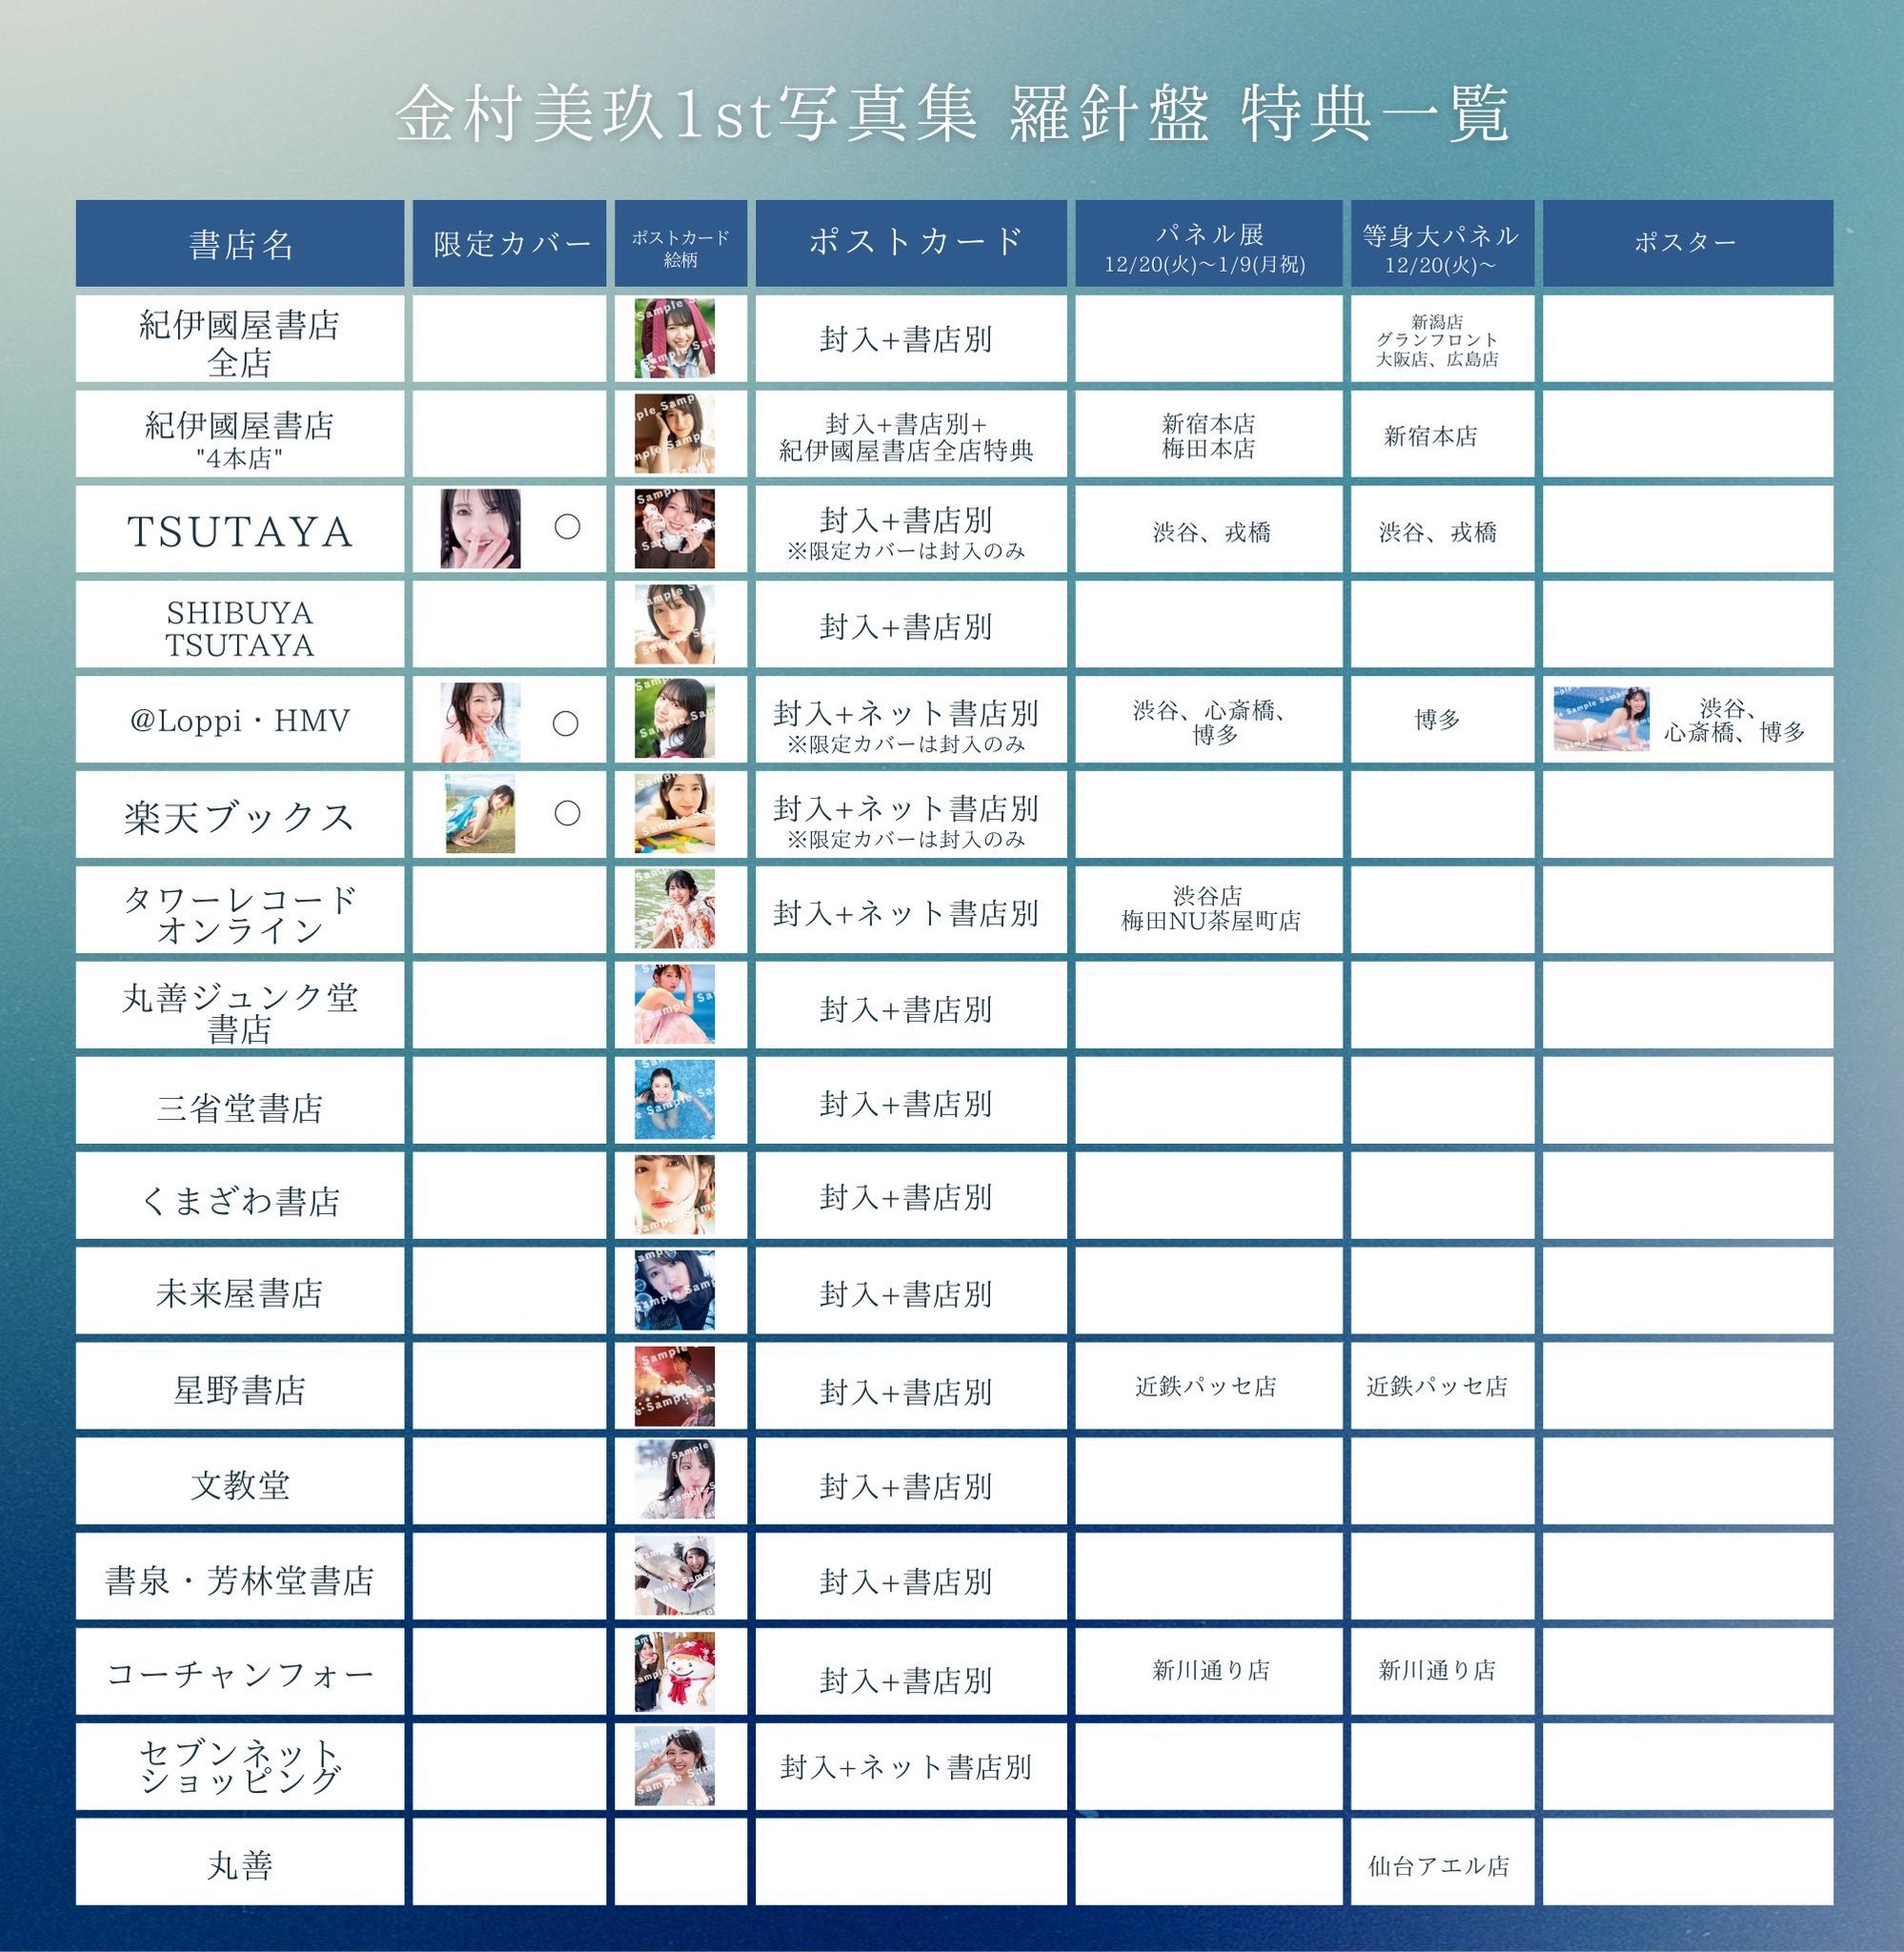 金村美玖1st写真集 羅針盤 特典一覧
書店名
限定カバー
ポストカード
絵柄
ポストカード
パネル展
12/20(火)〜1/9(月祝)
等身大パネル
12/20(火)〜
ポスター
紀伊國屋書店
全店
封入+書店別
新潟店
グランフロント
大阪店、広島店
紀伊國屋書店
"4本店"
封入+書店別+
紀伊國屋書店全店特典
新宿本店
梅田本店
新宿本店
TSUTAYA
○
封入+書店別
※限定カバーは封入のみ
渋谷、戎橋
渋谷、戎橋
SHIBUYA
TSUTAYA
封入+書店別
@Loppi・HMV
○
封入+ネット書店別
※限定カバーは封入のみ
渋谷、心斎橋、
博多
博多
渋谷、
心斎橋、博多
楽天ブックス
○
封入+ネット書店別
※限定カバーは封入のみ
タワーレコード
オンライン
封入+ネット書店別
渋谷店
梅田NU茶屋町店
丸善ジュンク堂
書店
封入+書店別
三省堂書店
封入+書店別
くまざわ書店
封入+書店別
未来屋書店
封入+書店別
星野書店
封入+書店別
近鉄パッセ店
近鉄パッセ店
文教堂
封入+書店別
書泉・芳林堂書店
封入+書店別
コーチャンフォー
封入+書店別
新川通り店
新川通り店
セブンネット
ショッピング
封入+ネット書店別
丸善
仙台アエル店